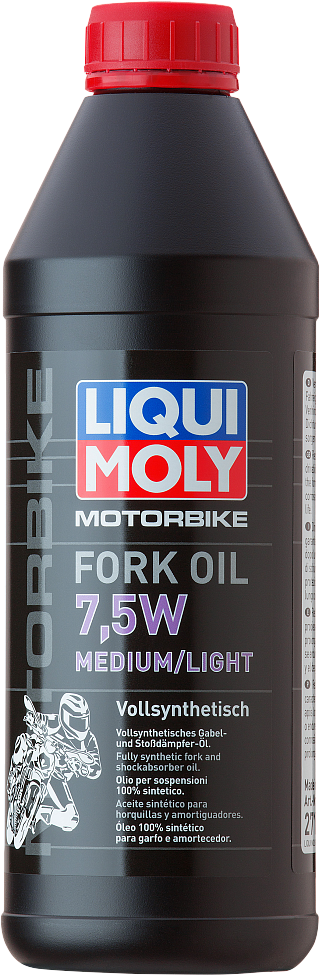 MOTORBIKE
LIQUI
MOLY
MOTORBIKE
FORK OIL
7,5W
MEDIUM/LIGHT
Vollsynthetisch
Vollsynthetisches Gabel-
und Stoßdämpfer-Öl.
Fully synthetic fork and
shockabsorber oil.
Olio per sospensioni
100% sintetico.
Aceite sintético para
horquillas y amortiguadores.
Óleo 100% sintético
para garfo e amortecedor.